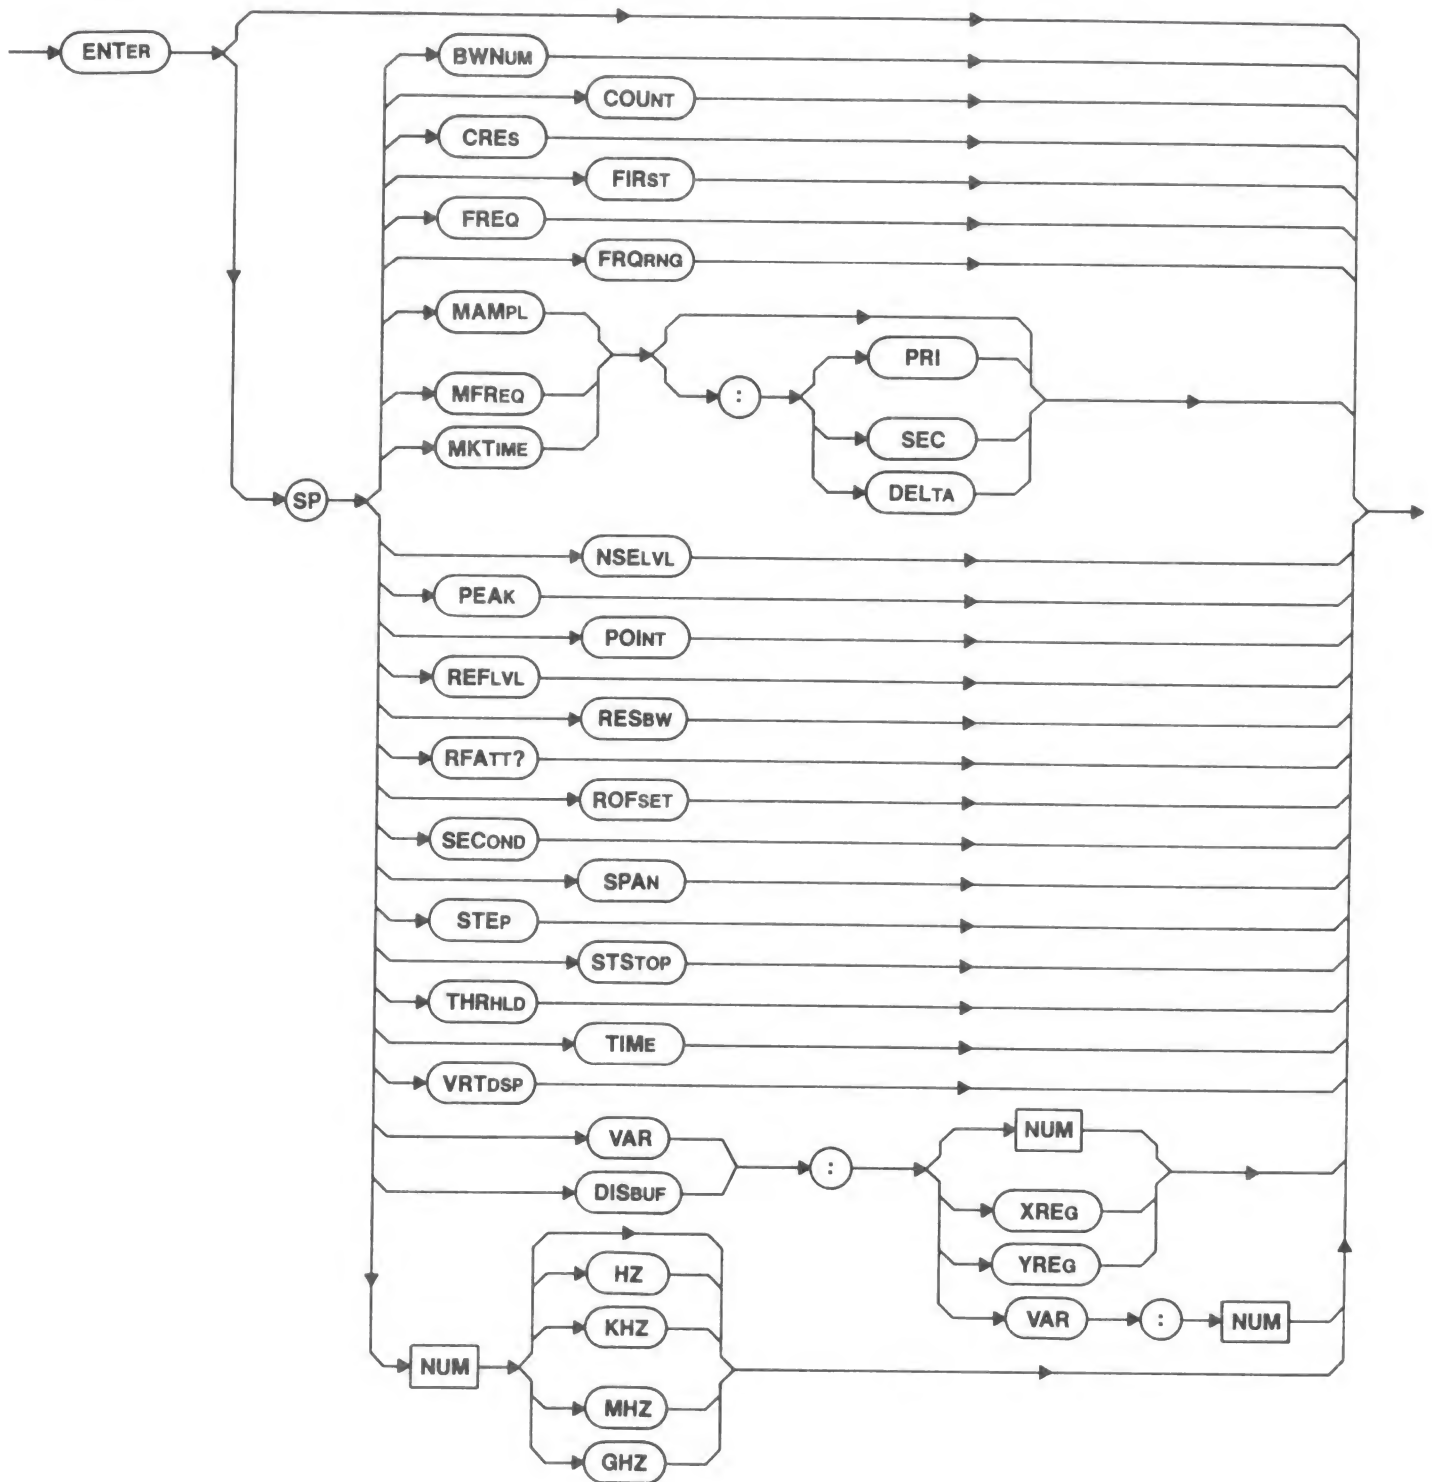 ENTER
BWNUM
COUNT
CRES
FIRST
FREQ
FRQRNG
MAMPL
PRI
MFREQ
:
SEC
MKTIME
DELTA
SP
NSELVL
PEAK
POINT
REFLVL
RESBW
RFATT?
ROFSET
SECOND
SPAN
STEP
STSTOP
THRHLD
TIME
VRTDSP
VAR
NUM
:
DISBUF
XREG
YREG
HZ
KHZ
VAR : NUM
NUM
MHZ
GHZ